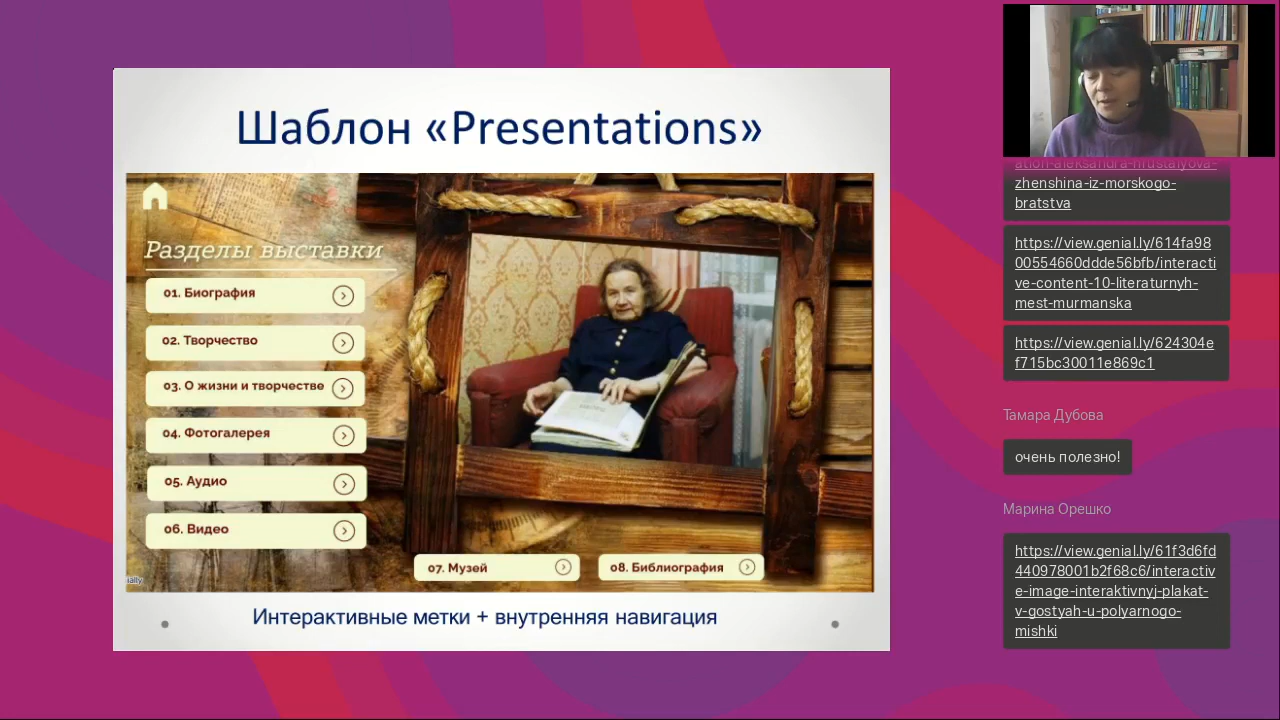 Шаблон «Presentations»
Разделы выставки
01. Биография
02. Творчество
03. О жизни и творчестве
04. Фотогалерея
05. Аудио
06. Видео
07. Музей
08. Библиография
Интерактивные метки + внутренняя навигация
zhenshina-iz-morskogo-
bratstva
https://view.genial.ly/614fa98
00554660ddde56bfb/interacti
ve-content-10-literaturnyh-
mest-murmanska
https://view.genial.ly/624304e
f715bc30011e869c1
Тамара Дубова
очень полезно!
Марина Орешко
https://view.genial.ly/61f3d6fd
440978001b2f68c6/interactiv
e-image-interaktivnyj-plakat-
v-gostyah-u-polyarnogo-
mishki